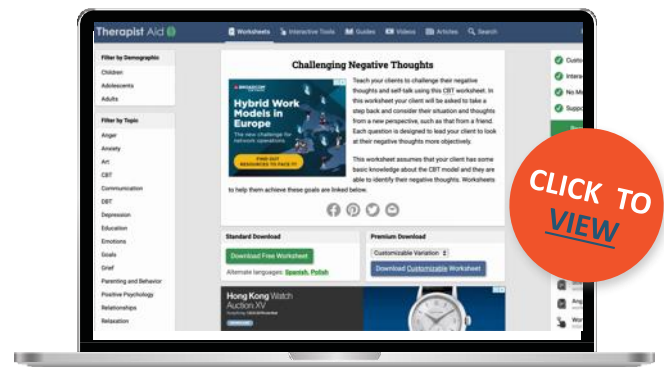 Therapist Aid
Worksheets Interactive Tools Guides Videos Articles Search
Filter by Demographic
Children
Adolescents
Adults
Filter by Topic
Anger
Anxiety
Art
CBT
Communication
DBT
Depression
Education
Emotions
Goals
Grief
Parenting and Behavior
Positive Psychology
Relationships
Relaxation
Challenging Negative Thoughts
BROADCOM
Hybrid Work
Models in
Europe
The new challenge for
network operations
FIND OUT
RESOURCES TO FACE IT!
Teach your clients to challenge their negative
thoughts and self-talk using this CBT worksheet. In
this worksheet your client will be asked to take a
step back and consider their situation and thoughts
from a new perspective, such as that from a friend.
Each question is designed to lead your client to look
at their negative thoughts more objectively.
This worksheet assumes that your client has some
basic knowledge about the CBT model and they are
able to identify their negative thoughts. Worksheets
to help them achieve these goals are linked below.
Standard Download
Download Free Worksheet
Alternate languages: Spanish, Polish
Premium Download
Customizable Variation
Download Customizable Worksheet
Hong Kong Watch
Auction XV
Custo
Interac
No Mo
Suppo
CLICK TO
VIEW
Ang
Wor